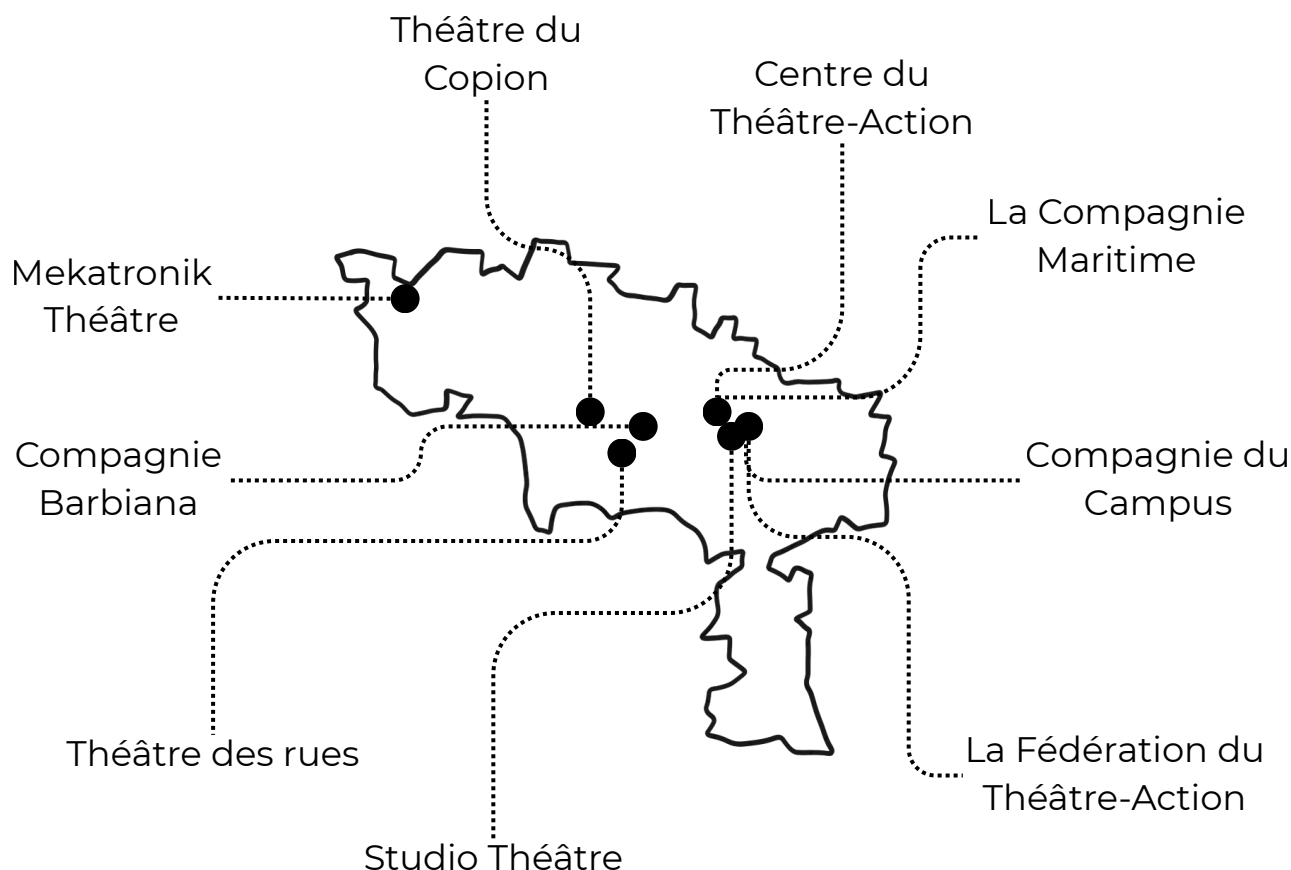 Théâtre du
Copion
Centre du
Théâtre-Action
La Compagnie
Maritime
Mekatronik
Théâtre
Compagnie
Barbiana
Compagnie du
Campus
Théâtre des rues
La Fédération du
Théâtre-Action
Studio Théâtre